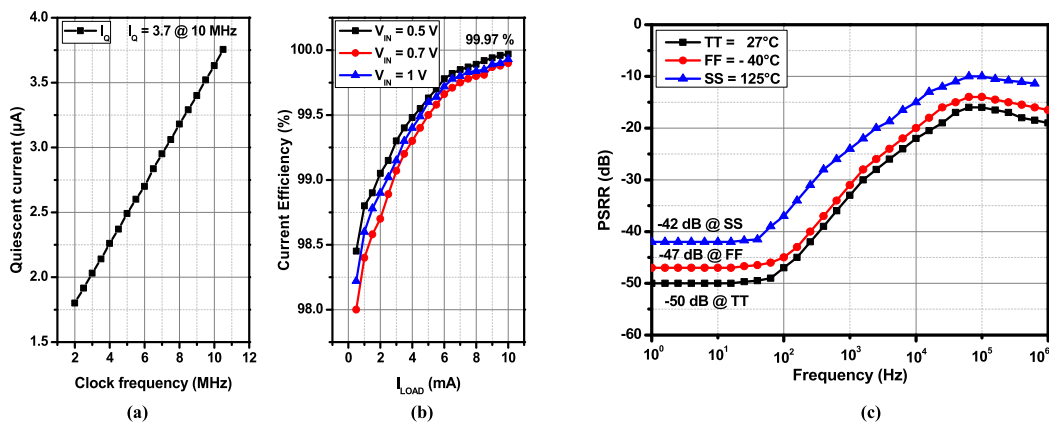 I_Q I_Q = 3.7 @ 10 MHz
4.0
3.5
3.0
2.5
2.0
1.5
Quiescent current (µA)
2 4 6 8 10 12
Clock frequency (MHz)
(a)
V_IN = 0.5 V
V_IN = 0.7 V
V_IN = 1 V
99.97 %
100.0
99.5
99.0
98.5
98.0
Current Efficiency (%)
0 2 4 6 8 10
I_LOAD (mA)
(b)
TT = 27°C
FF = - 40°C
SS = 125°C
0
-10
-20
-30
-40
-50
-60
PSRR (dB)
-42 dB @ SS
-47 dB @ FF
-50 dB @ TT
10^0 10^1 10^2 10^3 10^4 10^5 10^6
Frequency (Hz)
(c)